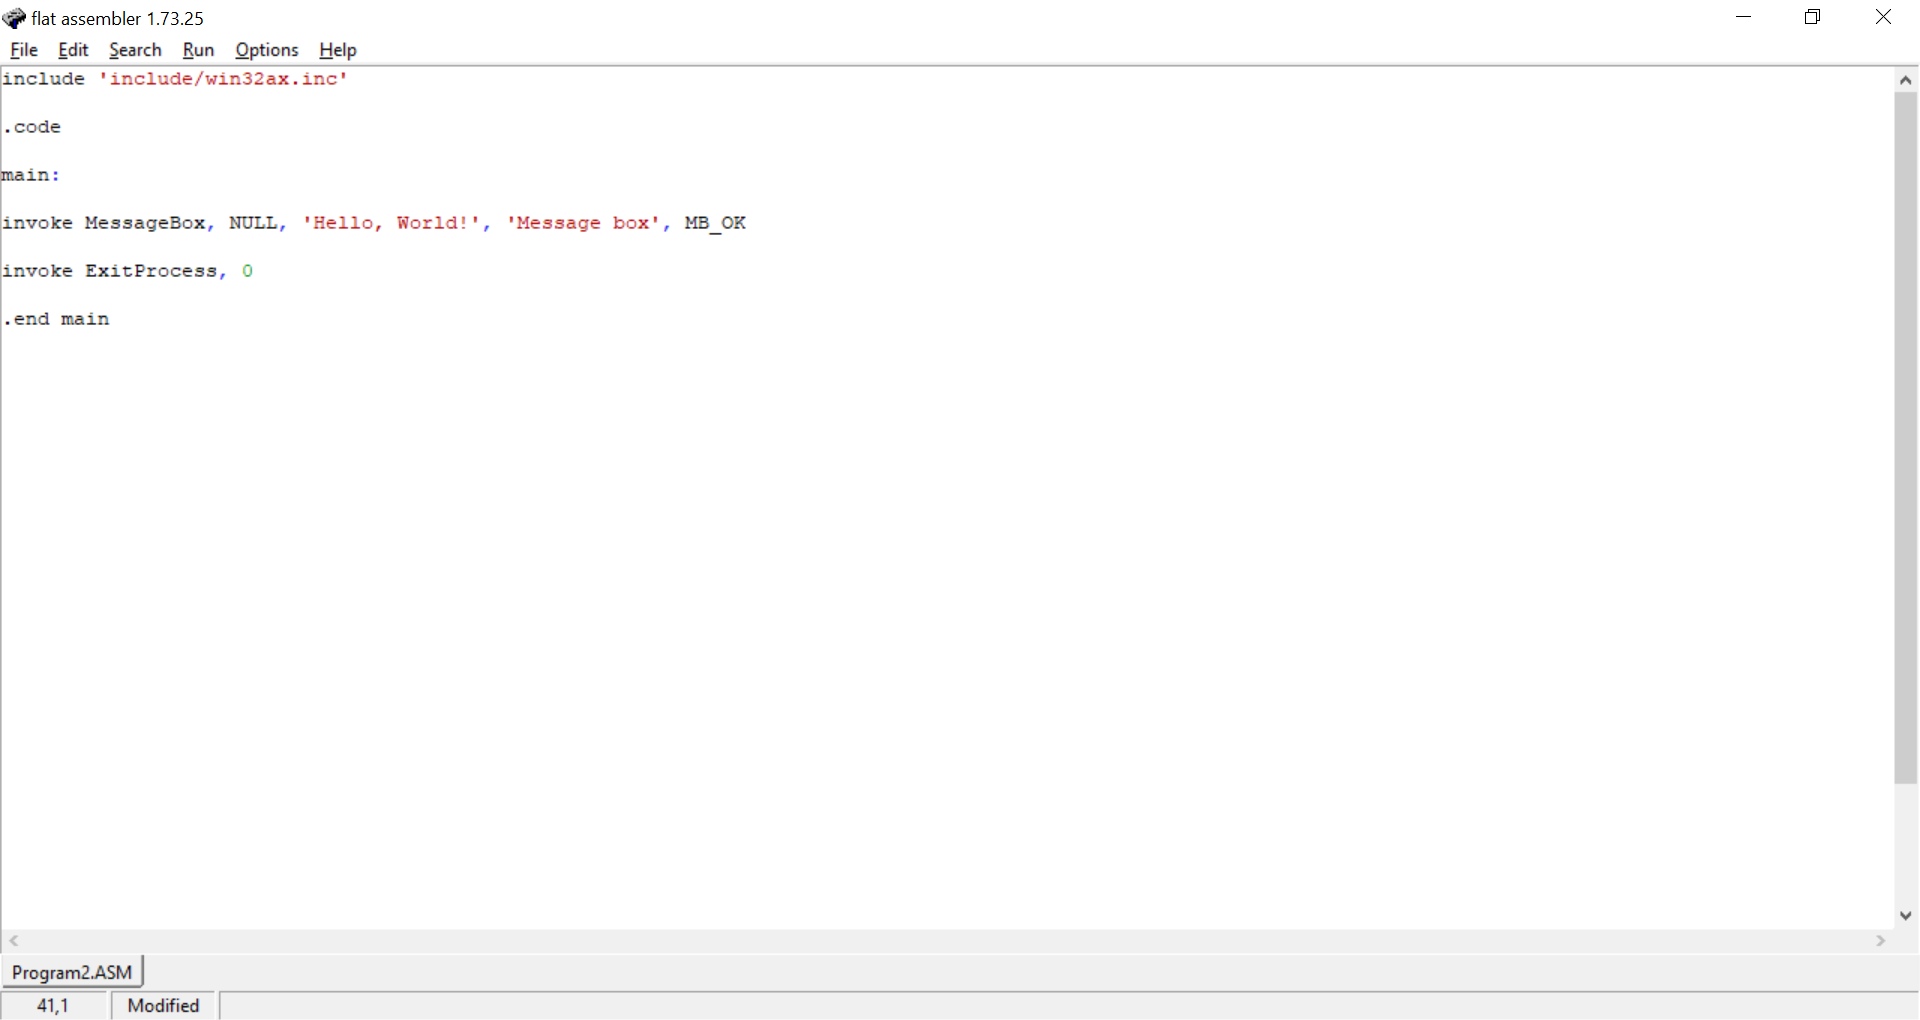 flat assembler 1.73.25
File Edit Search Run Options Help
include 'include/win32ax.inc'
.code
main:
invoke MessageBox, NULL, 'Hello, World!', 'Message box', MB_OK
invoke ExitProcess, 0
.end main
Program2.ASM
41,1 Modified